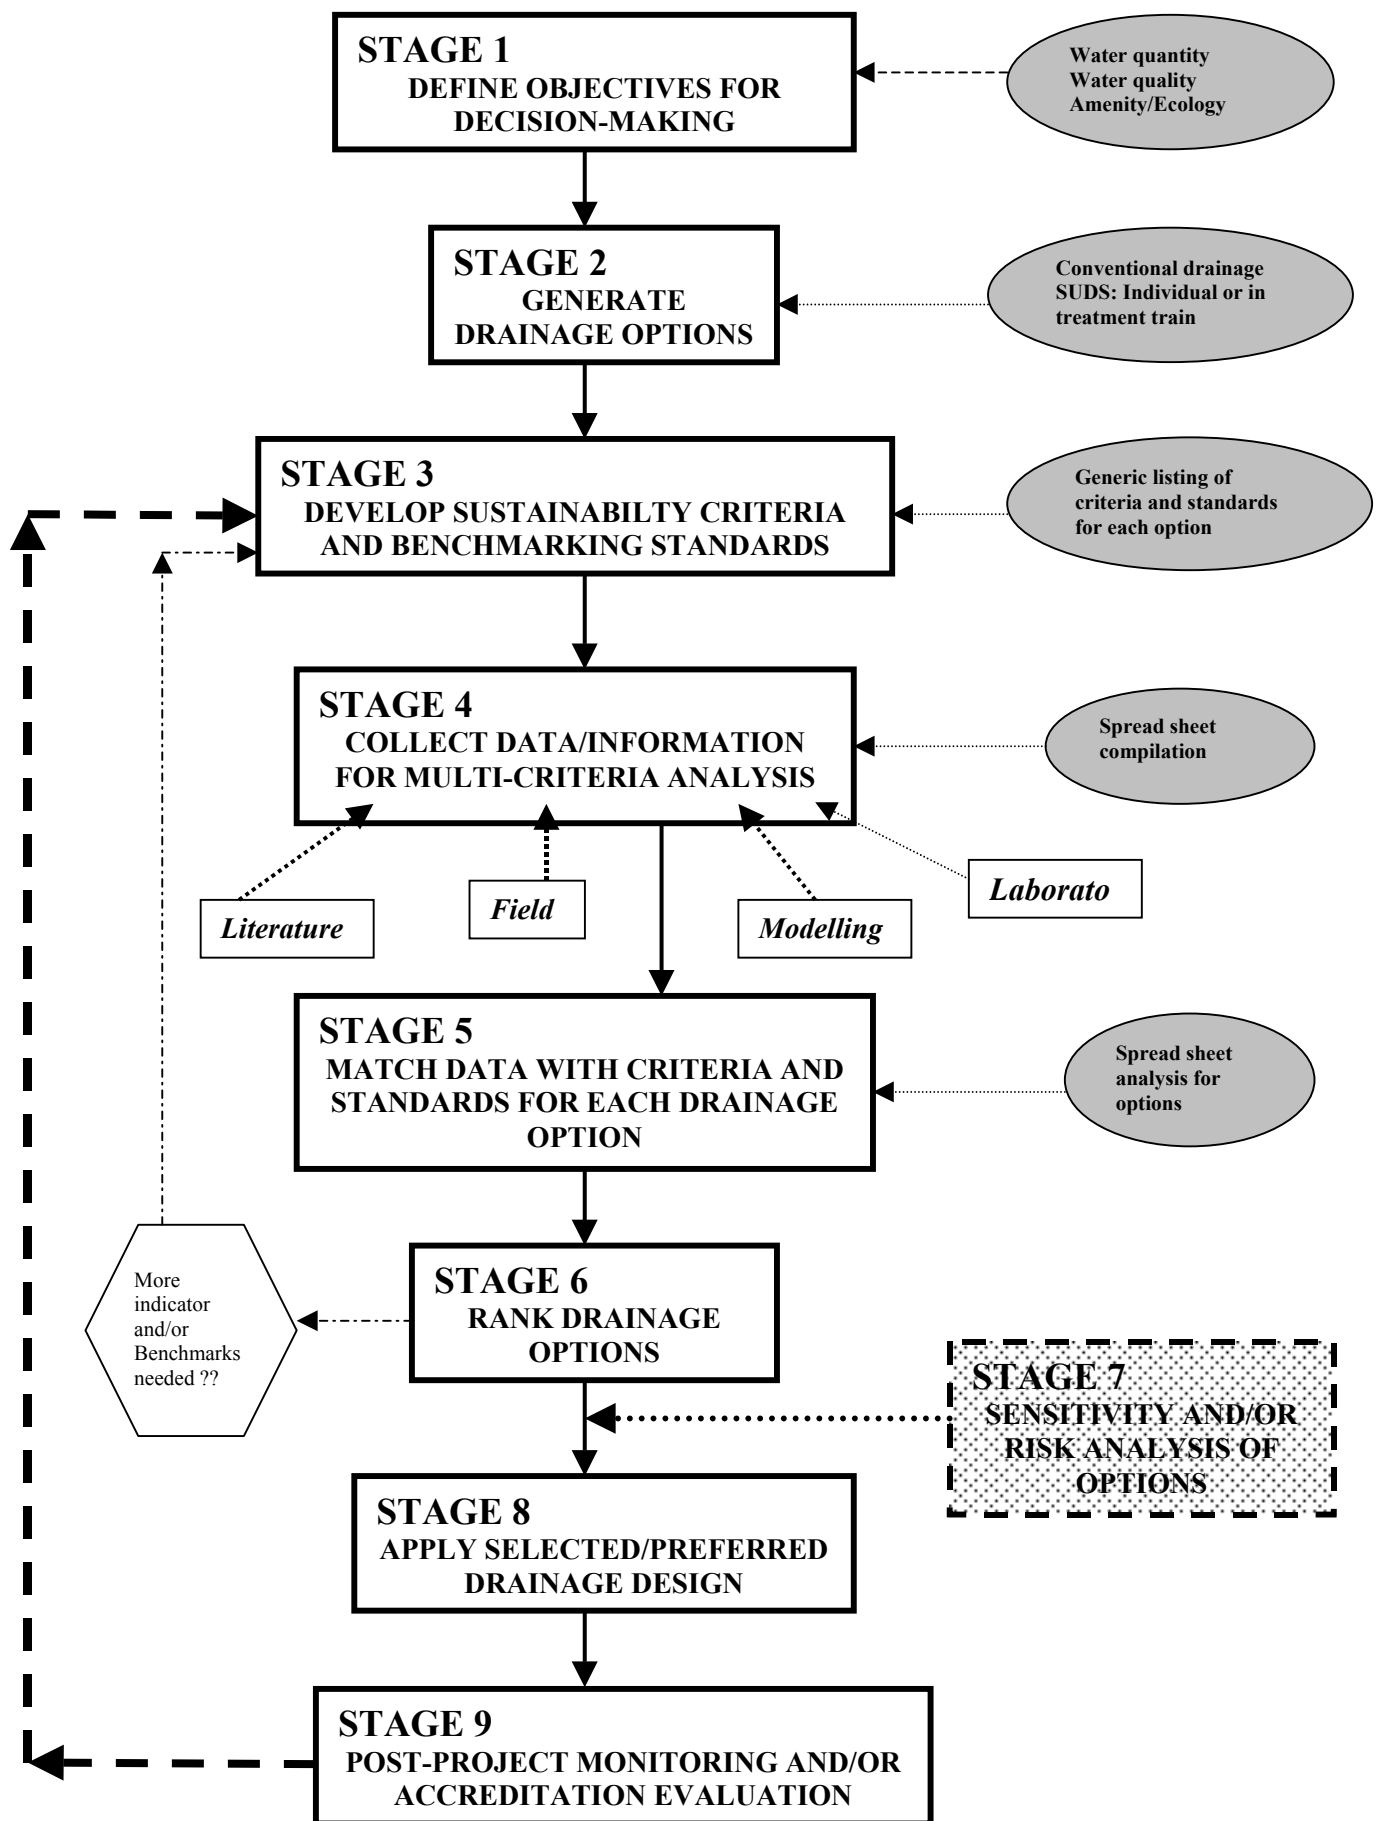 STAGE 1
DEFINE OBJECTIVES FOR
DECISION-MAKING
Water quantity
Water quality
Amenity/Ecology
STAGE 2
GENERATE
DRAINAGE OPTIONS
Conventional drainage
SUDS: Individual or in
treatment train
STAGE 3
DEVELOP SUSTAINABILTY CRITERIA
AND BENCHMARKING STANDARDS
Generic listing of
criteria and standards
for each option
STAGE 4
COLLECT DATA/INFORMATION
FOR MULTI-CRITERIA ANALYSIS
Spread sheet
compilation
Literature
Field
Modelling
Laborato
STAGE 5
MATCH DATA WITH CRITERIA AND
STANDARDS FOR EACH DRAINAGE
OPTION
Spread sheet
analysis for
options
STAGE 6
RANK DRAINAGE
OPTIONS
More
indicator
and/or
Benchmarks
needed ??
STAGE 7
SENSITIVITY AND/OR
RISK ANALYSIS OF
OPTIONS
STAGE 8
APPLY SELECTED/PREFERRED
DRAINAGE DESIGN
STAGE 9
POST-PROJECT MONITORING AND/OR
ACCREDITATION EVALUATION